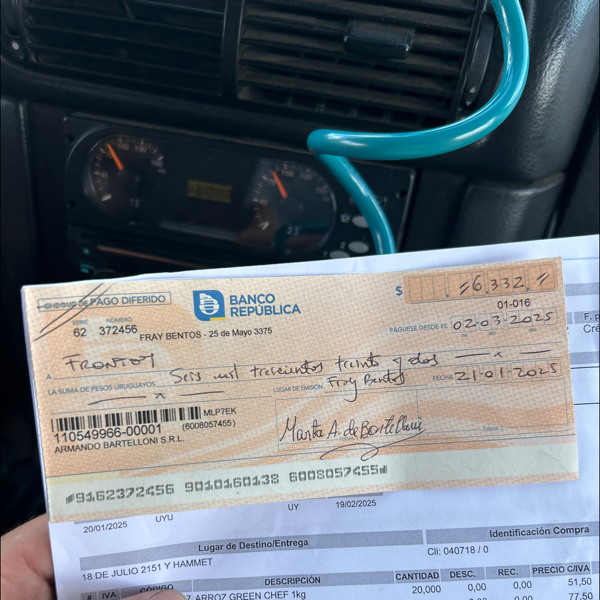 CHEQUE DE PAGO DIFERIDO
BANCO
REPÚBLICA
$ 6.332
01-016
SERIE NÚMERO
62 372456
FRAY BENTOS - 25 de Mayo 3375
PÁGUESE DESDE EL 02-03-2025
A
LA SUMA DE PESOS URUGUAYOS Seis mil trescientos treinta y dos
LUGAR DE EMISIÓN Fray Bentos
FECHA 21-01-2025
MLP7EK
110549966-00001 (6008057455)
ARMANDO BARTELLONI S.R.L.
Marta A. de Bartelloni
9162372456 9010160138 6008057455
20/01/2025 UYU UY 19/02/2025
Lugar de Destino/Entrega Identificación Compra
18 DE JULIO 2151 Y HAMMET Cli: 040718 / 0
# IVA CÓDIGO DESCRIPCIÓN CANTIDAD DESC. REC. PRECIO C/IVA
7 ARROZ GREEN CHEF 1kg 20,000 0,00 0,00 51,50
77,50